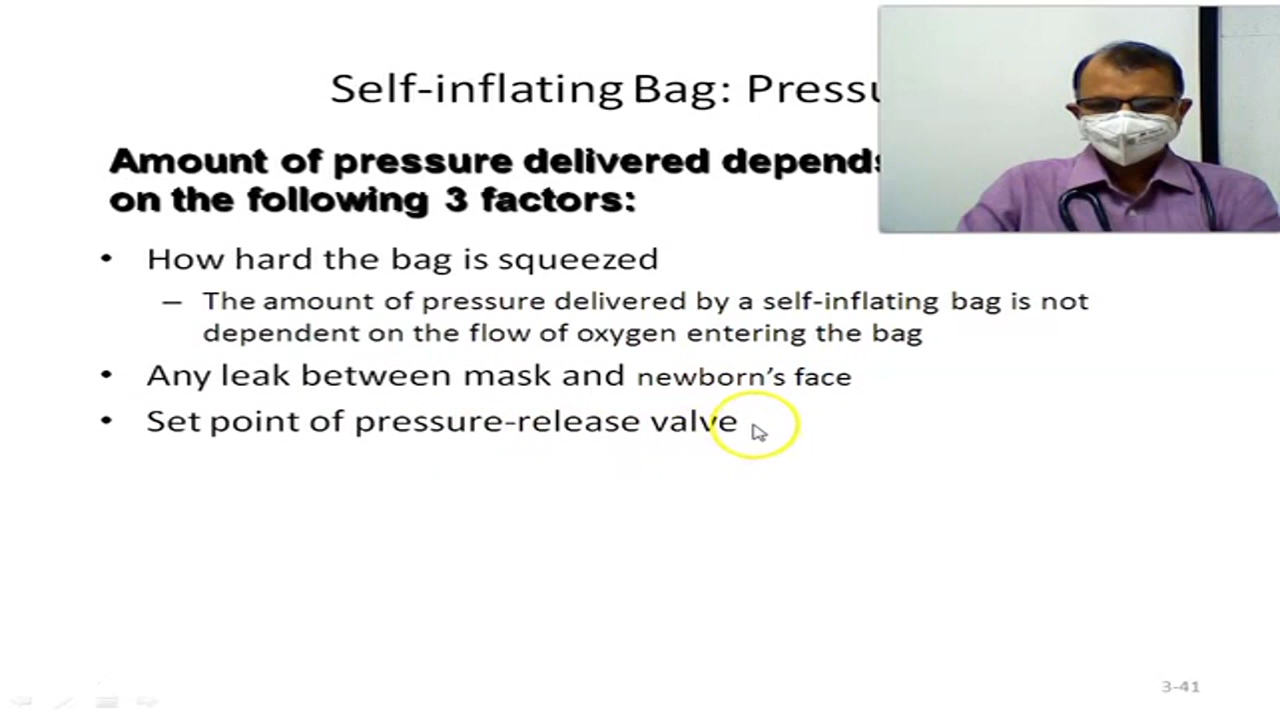 Self-inflating Bag:
Amount of pressure delivered depends
on the following 3 factors:
• How hard the bag is squeezed
– The amount of pressure delivered by a self-inflating bag is not
dependent on the flow of oxygen entering the bag
• Any leak between mask and newborn's face
• Set point of pressure-release valve
3-41